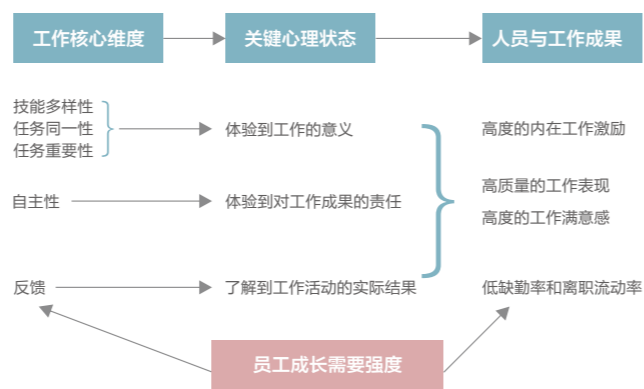 工作核心维度
关键心理状态
人员与工作成果
技能多样性
任务同一性
任务重要性
体验到工作的意义
高度的内在工作激励
自主性
体验到对工作成果的责任
高质量的工作表现
高度的工作满意感
反馈
了解到工作活动的实际结果
低缺勤率和离职流动率
员工成长需要强度